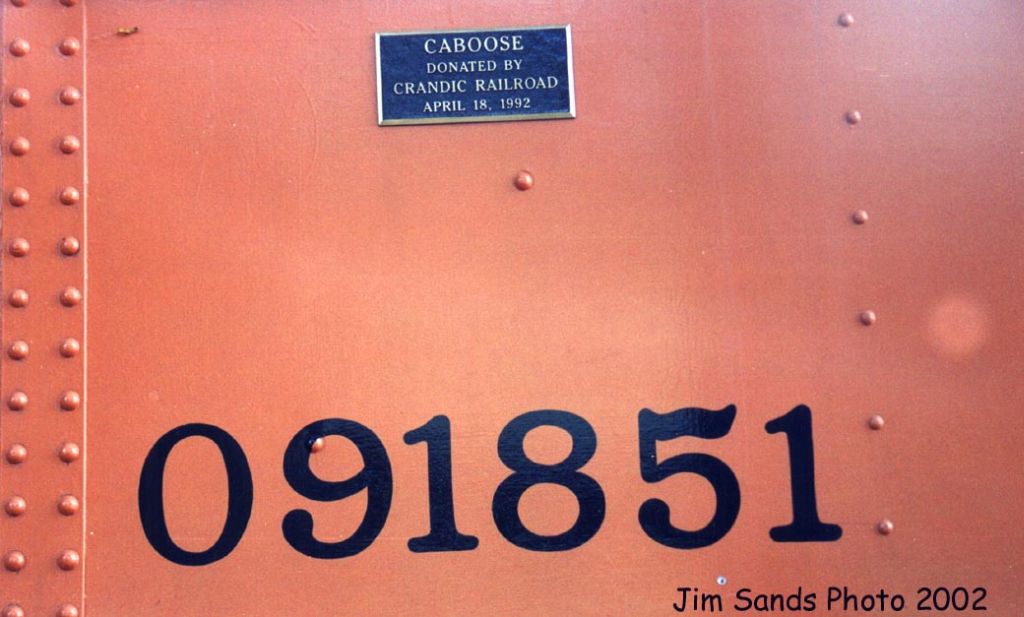 CABOOSE
DONATED BY
CRANDIC RAILROAD
APRIL 18, 1992
091851
Jim Sands Photo 2002